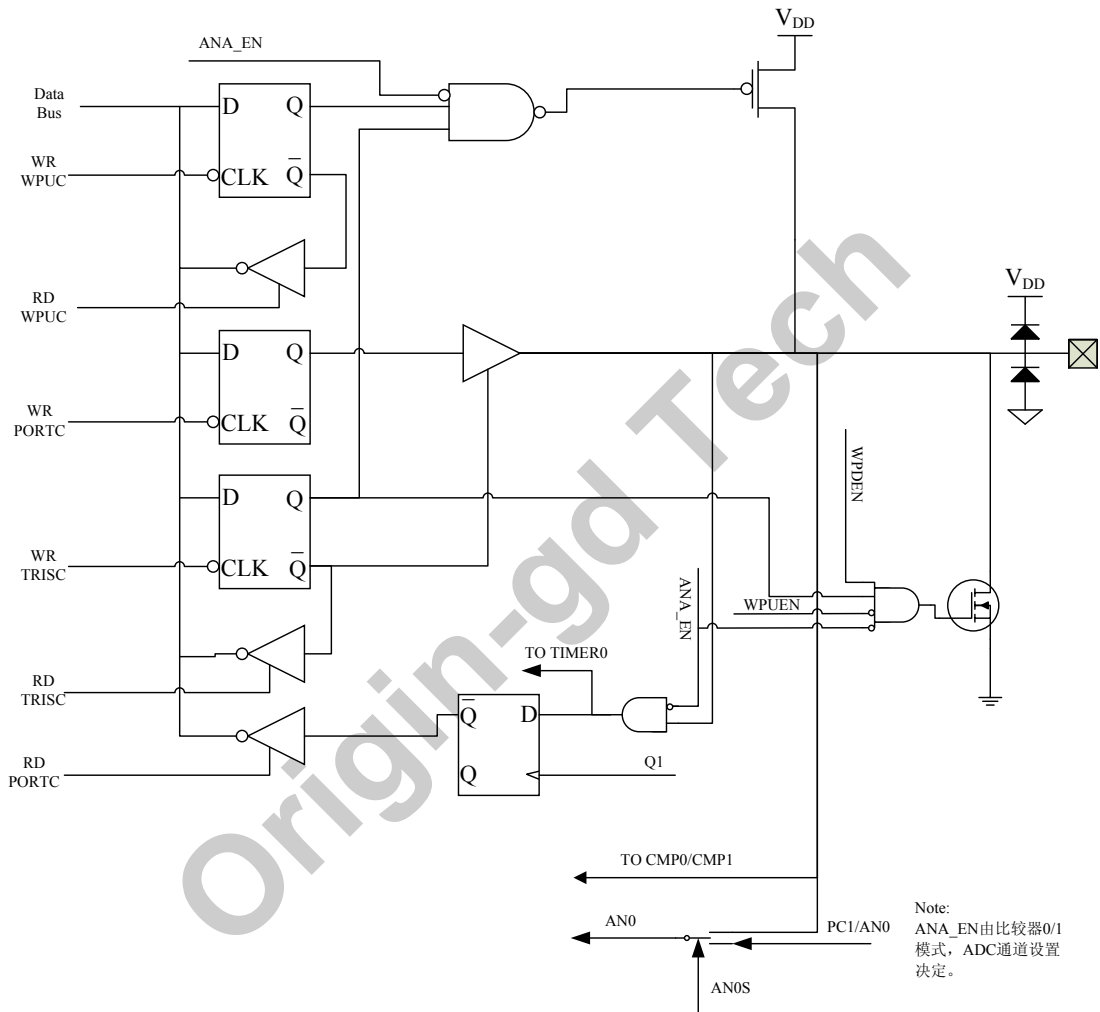 VDD
ANA_EN
Data
Bus
D Q
WR
WPUC
CLK Q
RD
WPUC
VDD
D Q
WR
PORTC
CLK Q
WPDEN
D Q
WR
TRISC
CLK Q
ANA_EN
WPUEN
TO TIMER0
RD
TRISC
Q D
RD
PORTC
Q
Q1
TO CMP0/CMP1
AN0
PC1/AN0
AN0S
Note:
ANA_EN由比较器0/1
模式，ADC通道设置
决定。
Origin-gd Tech